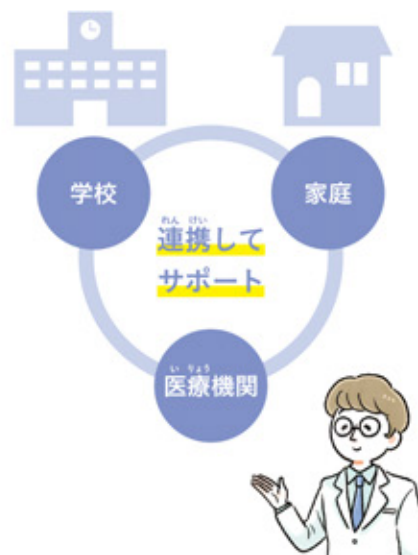 学校
家庭
れんけい
連携して
サポート
いりょう
医療機関